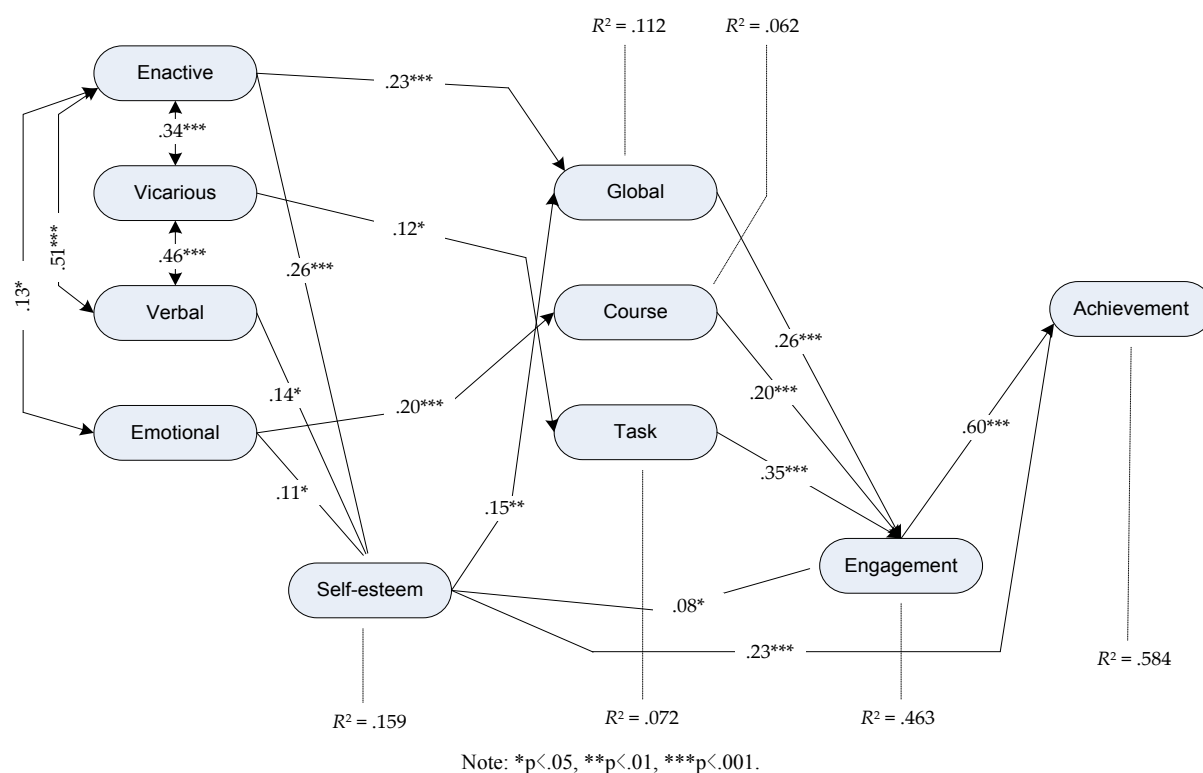 R² = .112
R² = .062
Enactive
.23***
.34***
Vicarious
Global
.12*
.51***
.46***
.26***
.13*
Verbal
Course
Achievement
.26***
.14*
.20***
.20***
Emotional
Task
.60***
.35***
.11*
.15**
Engagement
Self-esteem
.08*
.23***
R² = .584
R² = .159
R² = .072
R² = .463
Note: *p<.05, **p<.01, ***p<.001.